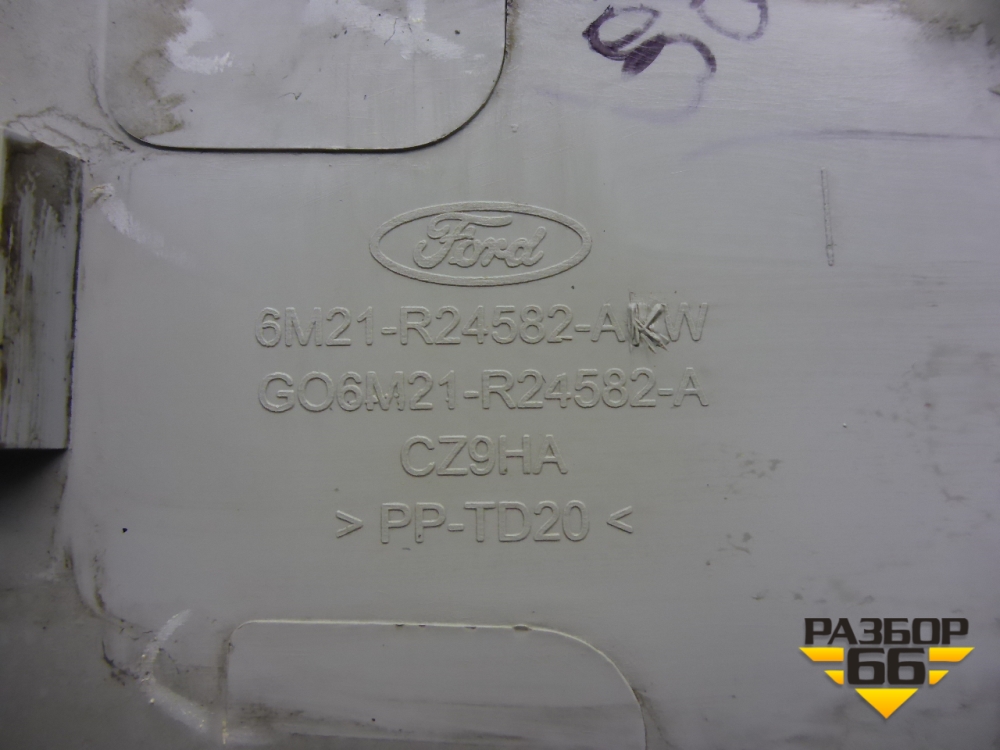 Ford
6M21-R24582-AKW
GO6M21-R24582-A
CZ9HA
> PP-TD20 <
РАЗБОР
66